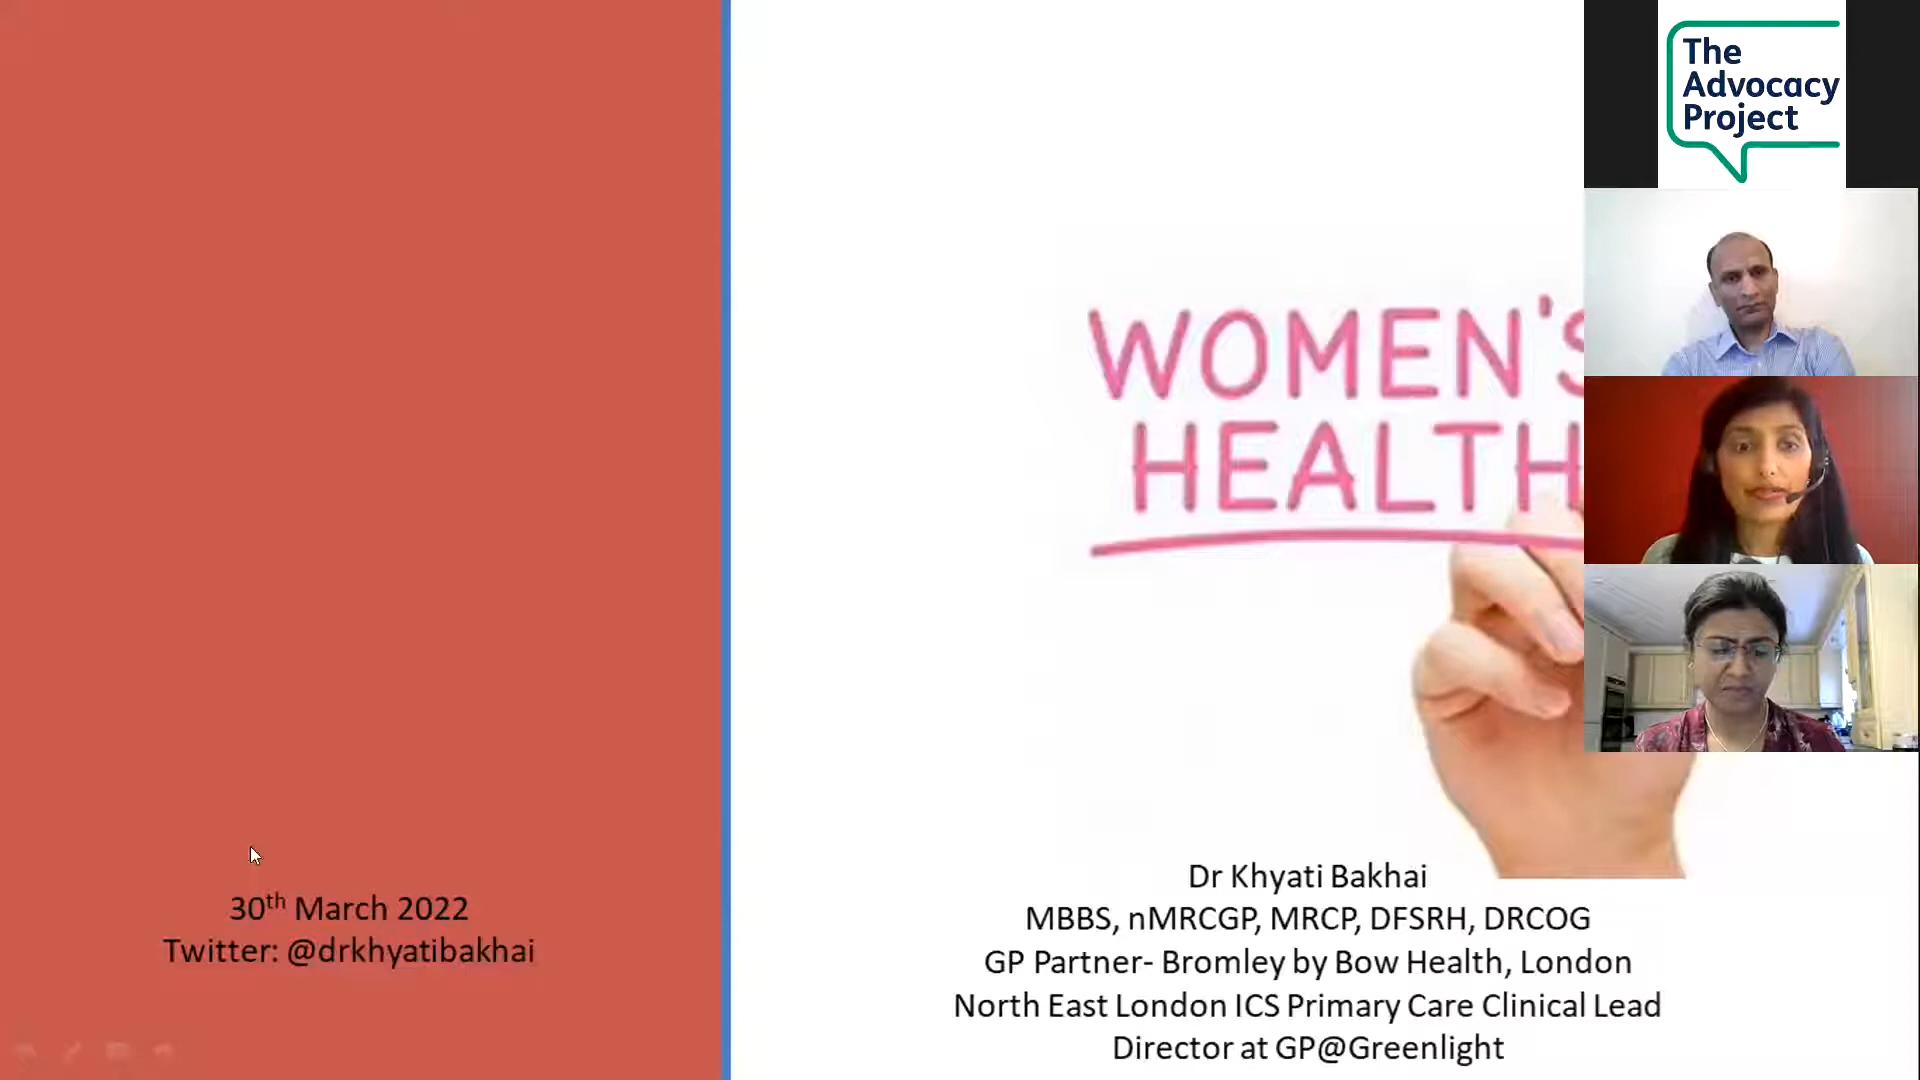 The
Advocacy
Project
WOMEN'S
HEALTH
30th March 2022
Twitter: @drkhyatibakhai
Dr Khyati Bakhai
MBBS, nMRCGP, MRCP, DFSRH, DRCOG
GP Partner- Bromley by Bow Health, London
North East London ICS Primary Care Clinical Lead
Director at GP@Greenlight